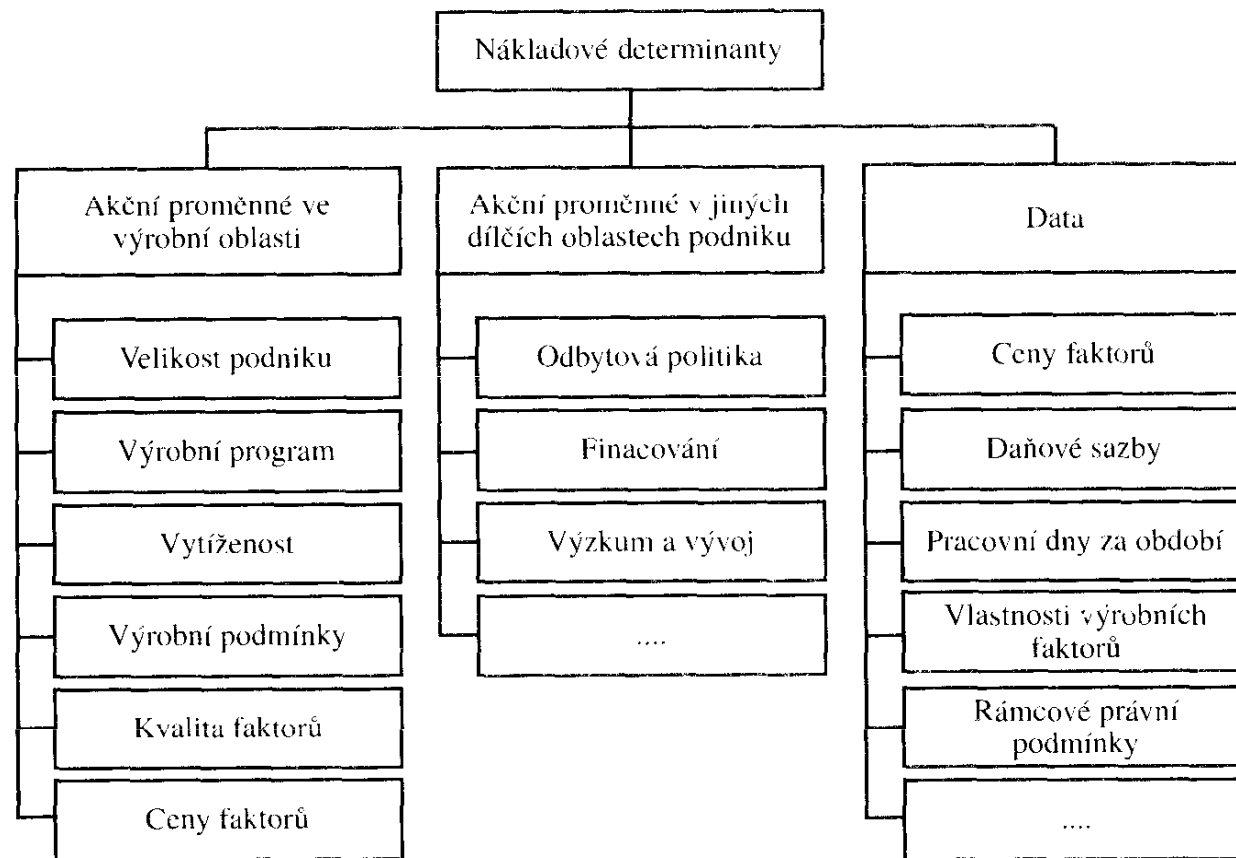 Nákladové determinanty
Akční proměnné ve
výrobní oblasti
Velikost podniku
Výrobní program
Vytíženost
Výrobní podmínky
Kvalita faktorů
Ceny faktorů
Akční proměnné v jiných
dílčích oblastech podniku
Odbytová politika
Finacování
Výzkum a vývoj
....
Data
Ceny faktorů
Daňové sazby
Pracovní dny za období
Vlastnosti výrobních
faktorů
Rámcové právní
podmínky
....